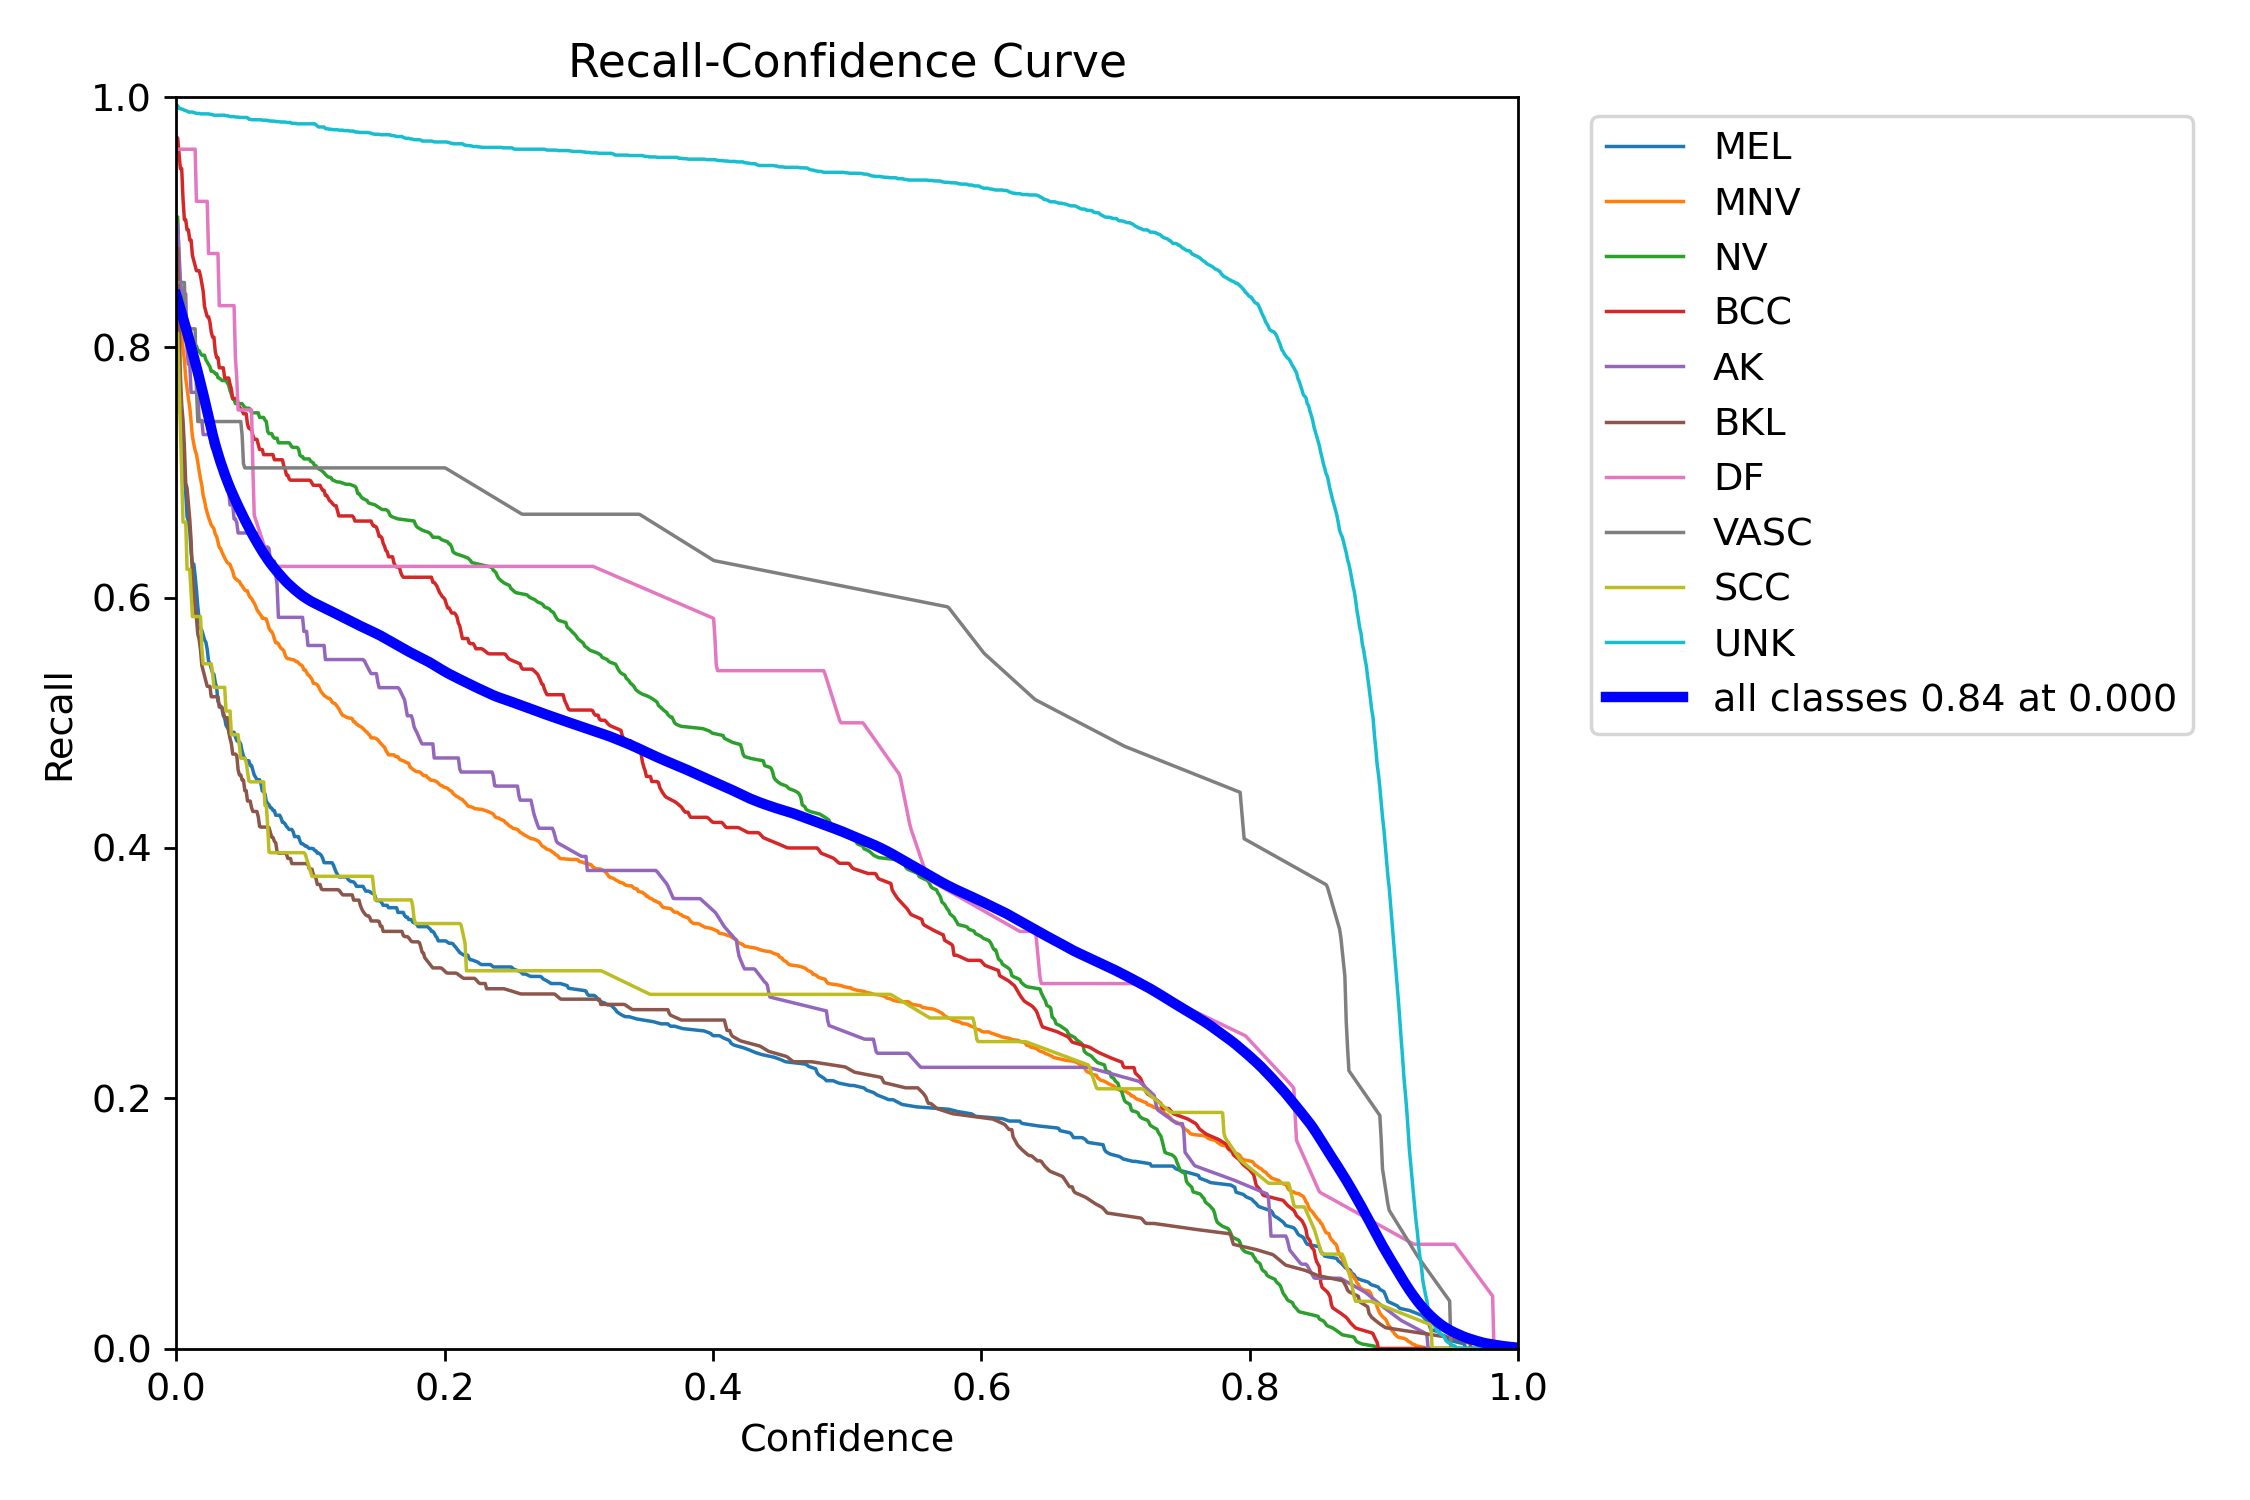 Recall-Confidence Curve
1.0
0.8
0.6
0.4
0.2
0.0
Recall
0.0 0.2 0.4 0.6 0.8 1.0
Confidence
MEL
MNV
NV
BCC
AK
BKL
DF
VASC
SCC
UNK
all classes 0.84 at 0.000